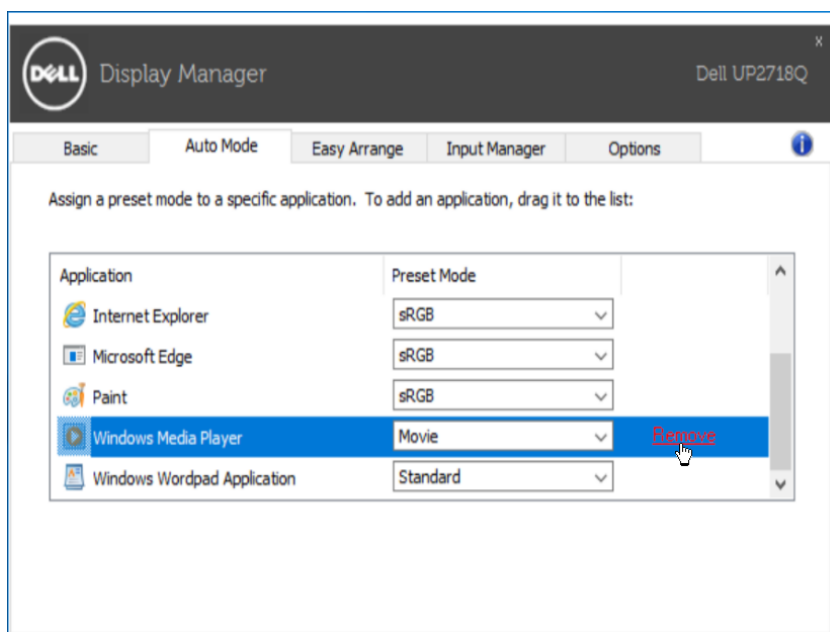 x
DELL Display Manager Dell UP2718Q
Basic Auto Mode Easy Arrange Input Manager Options i
Assign a preset mode to a specific application. To add an application, drag it to the list:
Application Preset Mode
Internet Explorer sRGB
Microsoft Edge sRGB
Paint sRGB
Windows Media Player Movie Remove
Windows Wordpad Application Standard